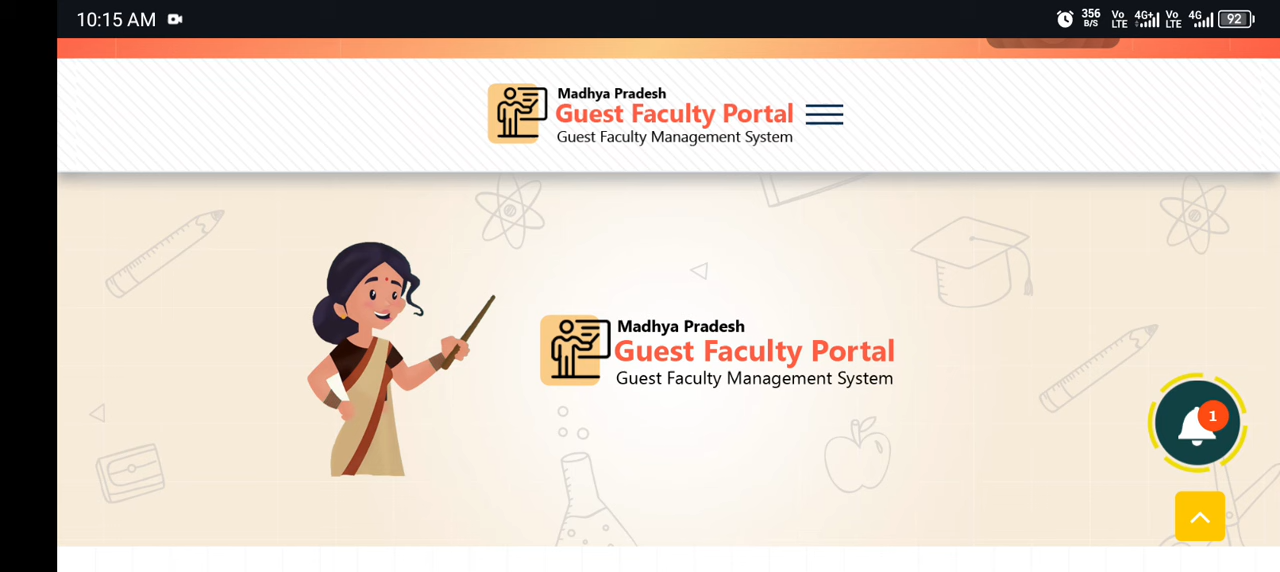 10:15 AM
356 B/S Vo LTE 4G+ Vo LTE 4G 92
Madhya Pradesh
Guest Faculty Portal
Guest Faculty Management System
Madhya Pradesh
Guest Faculty Portal
Guest Faculty Management System
1